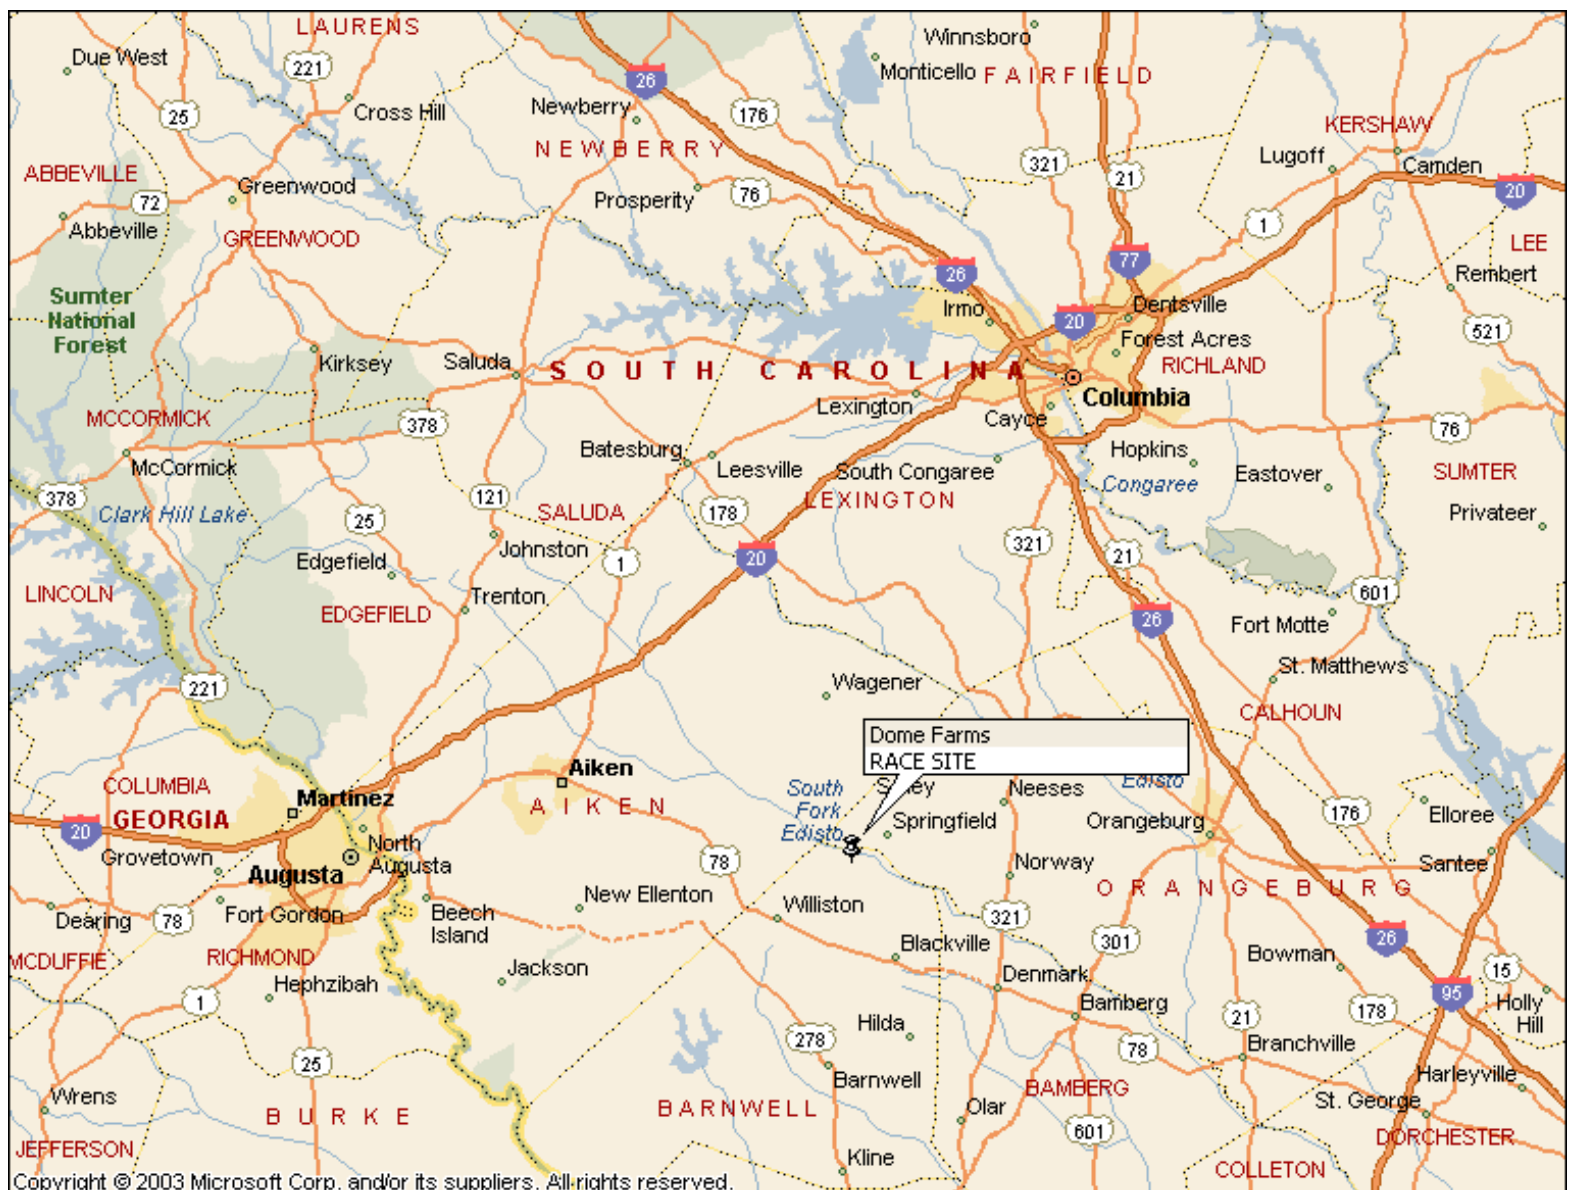 LAURENS
Due West
221
26
Winnsboro
Monticello
FAIRFIELD
Cross Hill
25
Newberry
176
NEWBERRY
KERSHAW
Lugoff
Camden
321
21
20
ABBEVILLE
Greenwood
72
Prosperity
76
Abbeville
1
GREENWOOD
LEE
26
77
Rembert
Sumter
National
Forest
Irmo
20
Dentsville
521
Forest Acres
RICHLAND
Kirksey
Saluda
SOUTH CAROLINA
Columbia
Lexington
Cayce
MCCORMICK
378
76
Batesburg
Leesville
South Congaree
Hopkins
Congaree
Eastover
SUMTER
McCormick
378
121
178
LEXINGTON
SALUDA
Clark Hill Lake
25
Privateer
Johnston
Edgefield
1
20
321
21
LINCOLN
Trenton
EDGEFIELD
601
26
Fort Motte
St. Matthews
221
Wagener
CALHOUN
Dome Farms
RACE SITE
Aiken
COLUMBIA
Martinez
AIKEN
South
Fork
Edisto
Neeses
Edisto
GEORGIA
20
Springfield
Orangeburg
176
Elloree
Grovetown
North
Augusta
Augusta
78
Norway
Santee
ORANGEBURG
New Ellenton
Williston
Dearing
78
Fort Gordon
Beech
Island
321
301
26
Blackville
Bowman
MCDUFFIE
RICHMOND
Jackson
Denmark
15
Hephzibah
1
Bamberg
95
Holly
Hill
Hilda
278
21
178
78
Branchville
25
Barnwell
Harleyville
Wrens
BURKE
BARNWELL
Olar
BAMBERG
St. George
601
DORCHESTER
JEFFERSON
Kline
COLLETON
Copyright © 2003 Microsoft Corp. and/or its suppliers. All rights reserved.